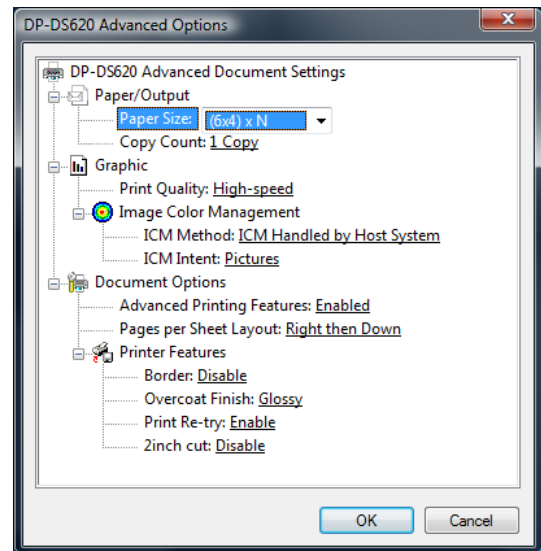 DP-DS620 Advanced Options
DP-DS620 Advanced Document Settings
Paper/Output
Paper Size: (6x4) x N
Copy Count: 1 Copy
Graphic
Print Quality: High-speed
Image Color Management
ICM Method: ICM Handled by Host System
ICM Intent: Pictures
Document Options
Advanced Printing Features: Enabled
Pages per Sheet Layout: Right then Down
Printer Features
Border: Disable
Overcoat Finish: Glossy
Print Re-try: Enable
2inch cut: Disable
OK Cancel